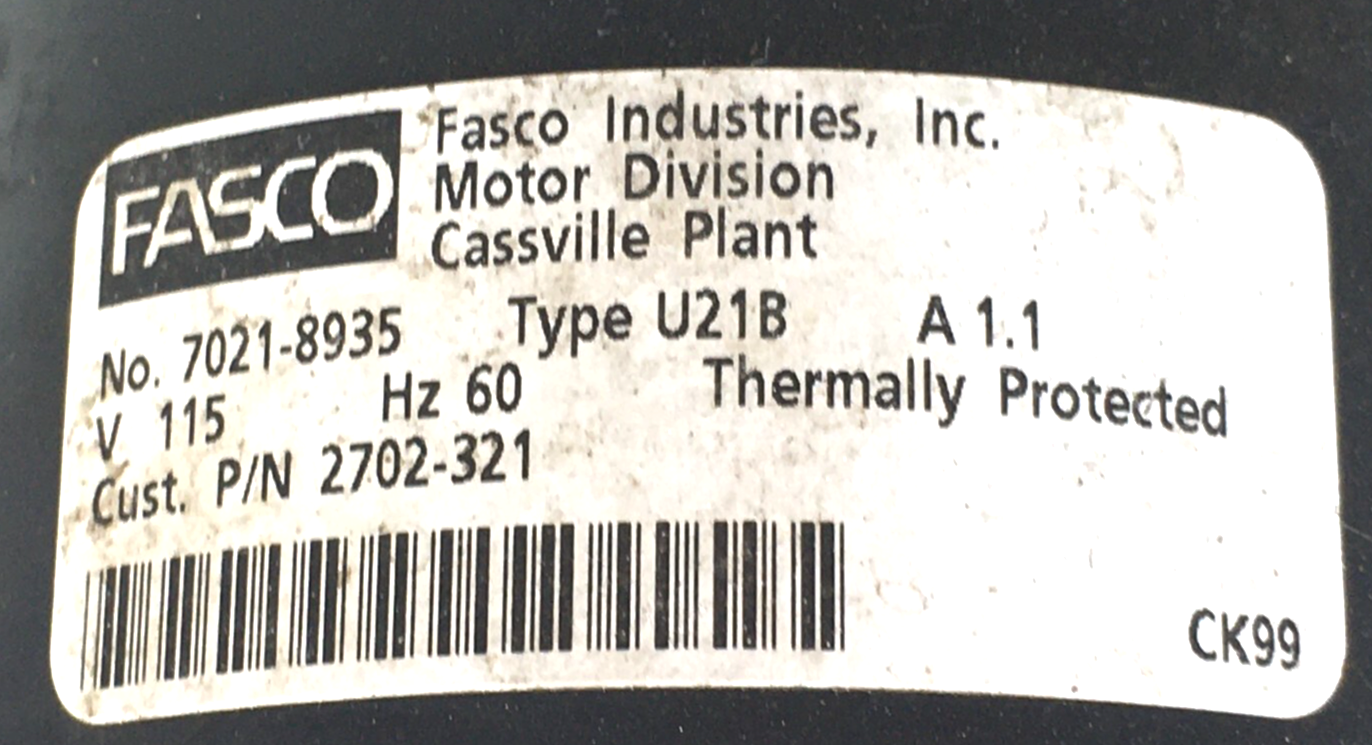 FASCO
Fasco Industries, Inc.
Motor Division
Cassville Plant
No. 7021-8935 Type U21B A 1.1
V 115 Hz 60 Thermally Protected
Cust. P/N 2702-321
CK99